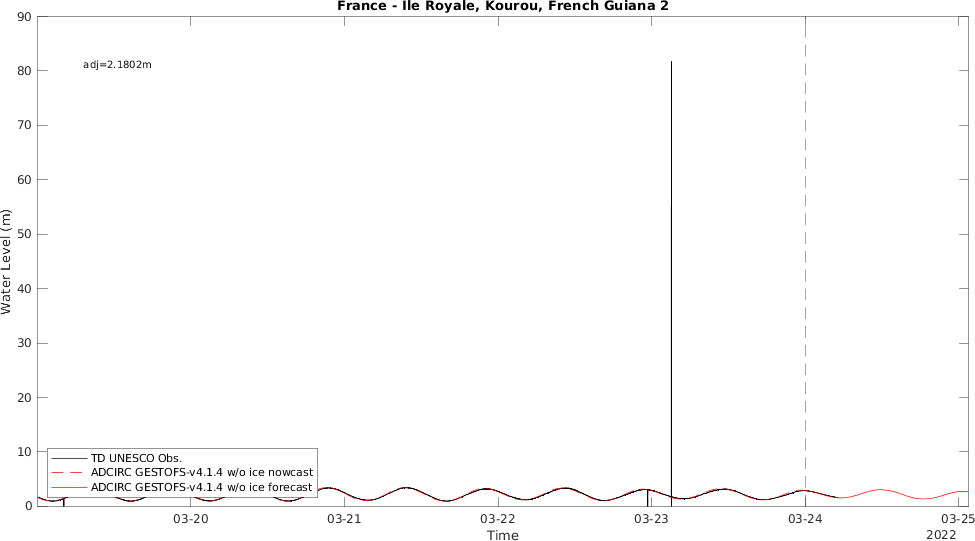 France - Ile Royale, Kourou, French Guiana 2
adj=2.1802m
Water Level (m)
90
80
70
60
50
40
30
20
10
0
TD UNESCO Obs.
ADCIRC GESTOFS-v4.1.4 w/o ice nowcast
ADCIRC GESTOFS-v4.1.4 w/o ice forecast
03-20 03-21 03-22 03-23 03-24 03-25
Time
2022